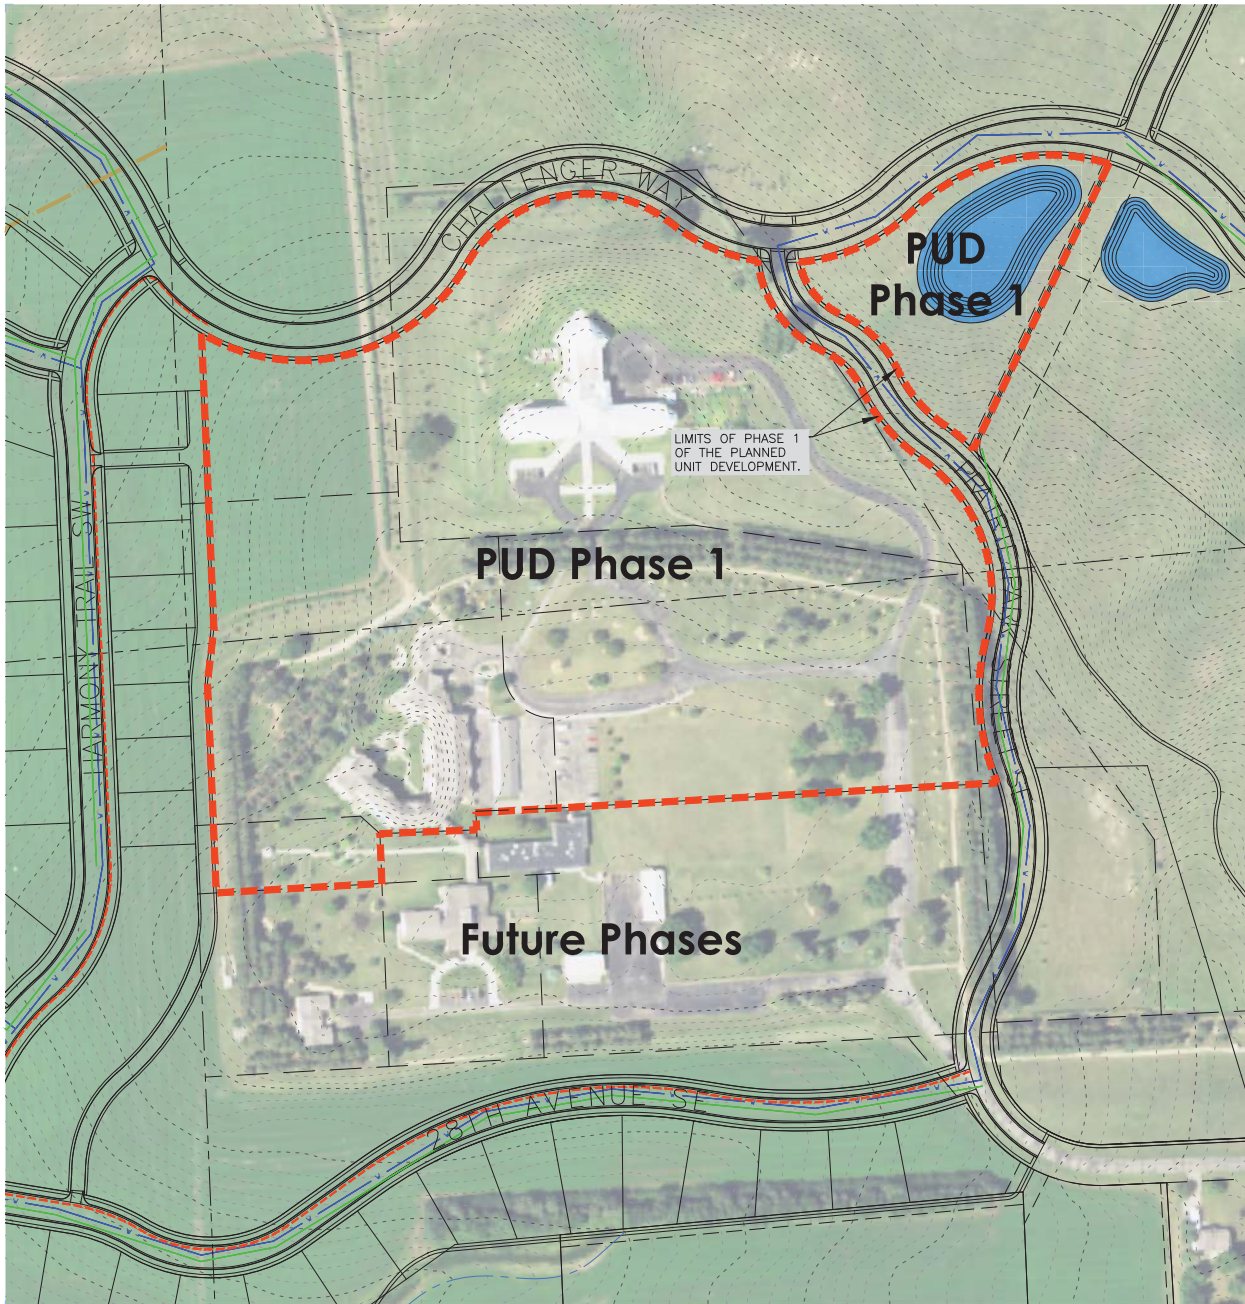 CHALLENGER WAY
PUD
Phase 1
LIMITS OF PHASE 1
OF THE PLANNED
UNIT DEVELOPMENT.
PUD Phase 1
HARMONY TRAIL SW
Future Phases
28TH AVENUE SE